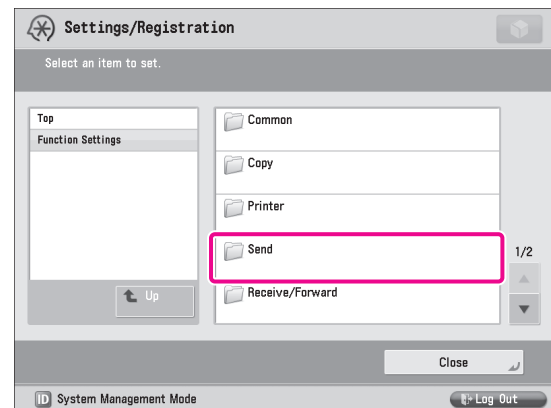 Settings/Registration
Select an item to set.
Top
Function Settings
Common
Copy
Printer
Send
1/2
Receive/Forward
Up
Close
ID System Management Mode
Log Out